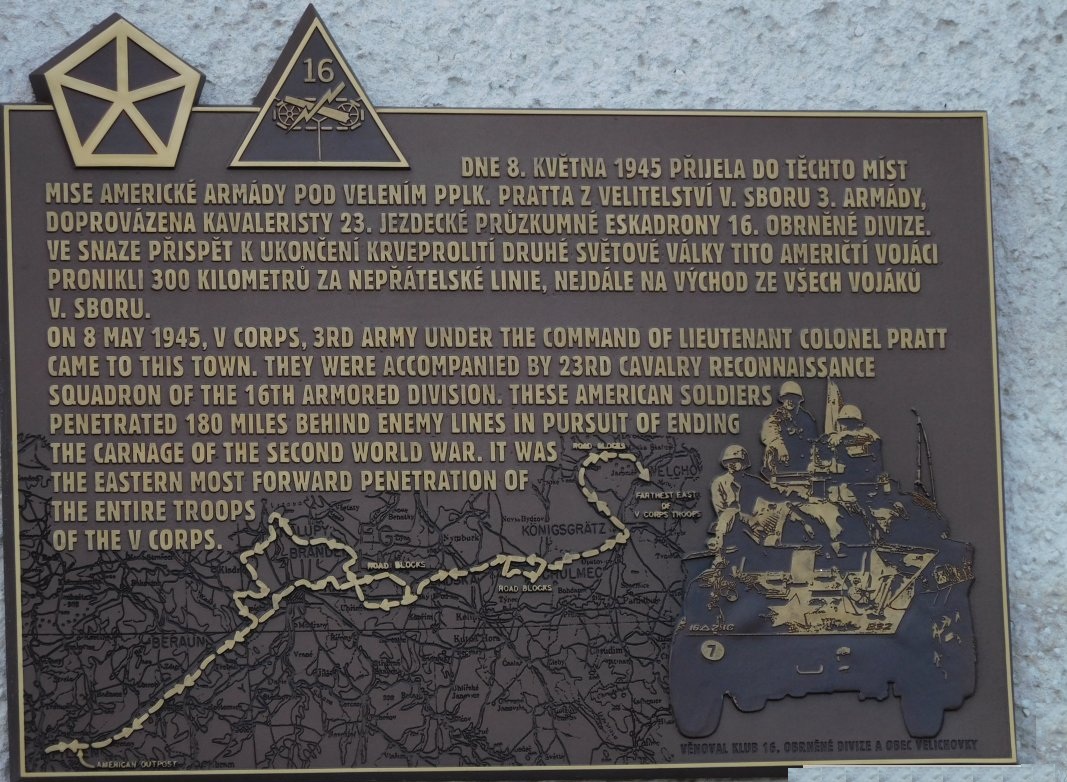 16
DNE 8. KVĚTNA 1945 PŘIJELA DO TĚCHTO MÍST
MISE AMERICKÉ ARMÁDY POD VELENÍM PPLK. PRATTA Z VELITELSTVÍ V. SBORU 3. ARMÁDY,
DOPROVÁZENA KAVALERISTY 23. JEZDECKÉ PRŮZKUMNÉ ESKADRONY 16. OBRNĚNÉ DIVIZE.
VE SNAZE PŘISPĚT K UKONČENÍ KRVEPROLITÍ DRUHÉ SVĚTOVÉ VÁLKY TITO AMERIČTÍ VOJÁCI
PRONIKLI 300 KILOMETRŮ ZA NEPŘÁTELSKÉ LINIE, NEJDÁLE NA VÝCHOD ZE VŠECH VOJÁKŮ
V. SBORU.
ON 8 MAY 1945, V CORPS, 3RD ARMY UNDER THE COMMAND OF LIEUTENANT COLONEL PRATT
CAME TO THIS TOWN. THEY WERE ACCOMPANIED BY 23RD CAVALRY RECONNAISSANCE
SQUADRON OF THE 16TH ARMORED DIVISION. THESE AMERICAN SOLDIERS
PENETRATED 180 MILES BEHIND ENEMY LINES IN PURSUIT OF ENDING
THE CARNAGE OF THE SECOND WORLD WAR. IT WAS
THE EASTERN MOST FORWARD PENETRATION OF
THE ENTIRE TROOPS
OF THE V CORPS.
ROAD BLOCKS
FARTHEST EAST
OF
V CORPS TROOPS
KÖNIGSGRÄTZ
Nymburk
ROAD BLOCKS
ROAD BLOCKS
BERAUN
7
AMERICAN OUTPOST
VĚNOVAL KLUB 16. OBRNĚNÉ DIVIZE A OBEC VELICHOVKY